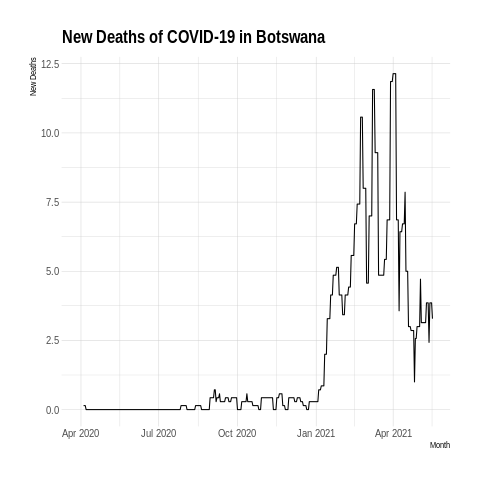 New Deaths of COVID-19 in Botswana
New Deaths
12.5
10.0
7.5
5.0
2.5
0.0
Apr 2020 Jul 2020 Oct 2020 Jan 2021 Apr 2021
Month